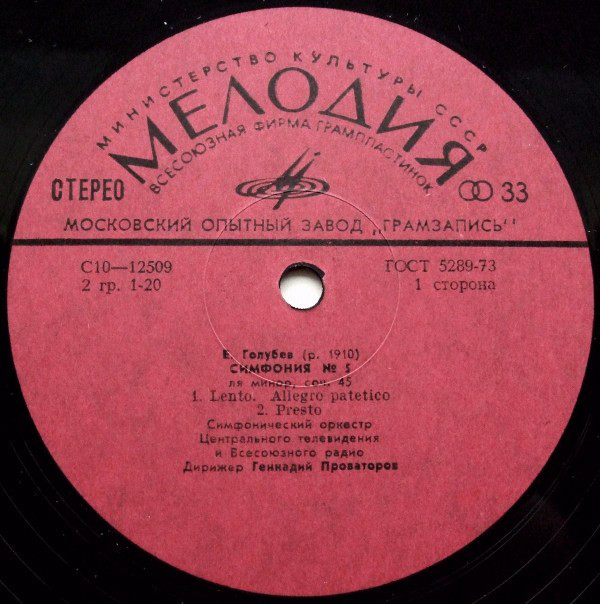 МИНИСТЕРСТВО КУЛЬТУРЫ СССР
МЕЛОДИЯ
ВСЕСОЮЗНАЯ ФИРМА ГРАМПЛАСТИНОК
СТЕРЕО
33
МОСКОВСКИЙ ОПЫТНЫЙ ЗАВОД „ГРАМЗАПИСЬ"
С10—12509
ГОСТ 5289-73
2 гр. 1-20
1 сторона
Е. Голубев (р. 1910)
СИМФОНИЯ № 5
ля минор, соч. 45
1. Lento. Allegro patetico
2. Presto
Симфонический оркестр
Центрального телевидения
и Всесоюзного радио
Дирижер Геннадий Проваторов